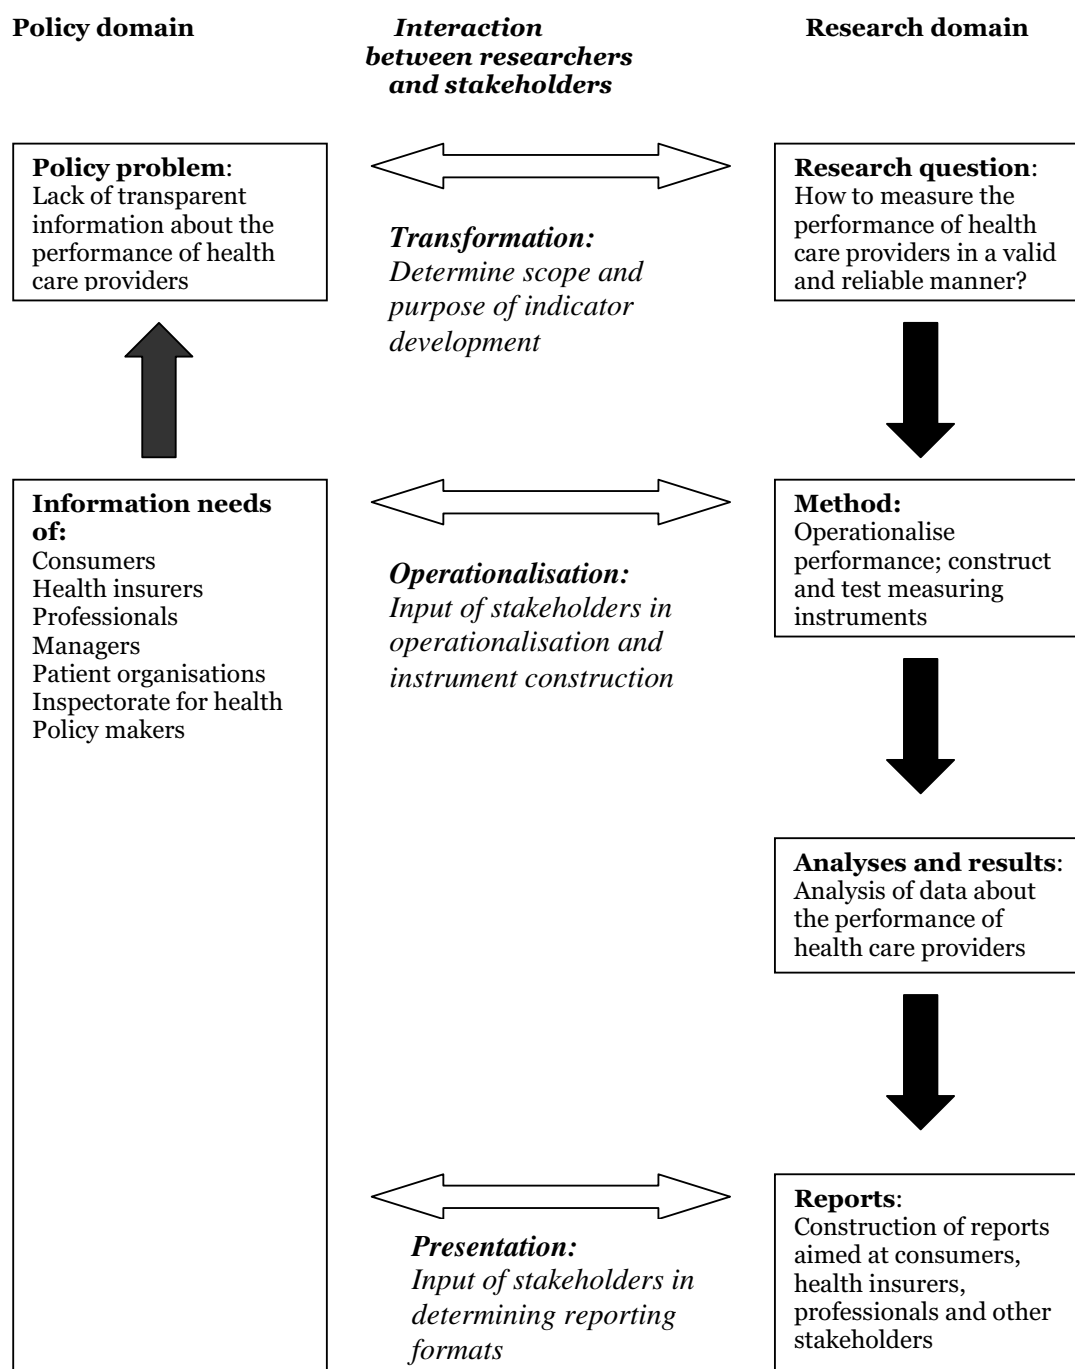 Policy domain
Interaction
between researchers
and stakeholders
Research domain
Policy problem:
Lack of transparent
information about the
performance of health
care providers
Transformation:
Determine scope and
purpose of indicator
development
Research question:
How to measure the
performance of health
care providers in a valid
and reliable manner?
Information needs
of:
Consumers
Health insurers
Professionals
Managers
Patient organisations
Inspectorate for health
Policy makers
Operationalisation:
Input of stakeholders in
operationalisation and
instrument construction
Method:
Operationalise
performance; construct
and test measuring
instruments
Analyses and results:
Analysis of data about
the performance of
health care providers
Presentation:
Input of stakeholders in
determining reporting
formats
Reports:
Construction of reports
aimed at consumers,
health insurers,
professionals and other
stakeholders